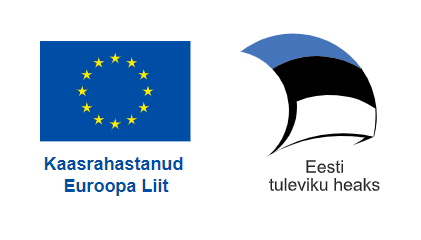 Kaasrahastanud
Euroopa Liit
Eesti
tuleviku heaks